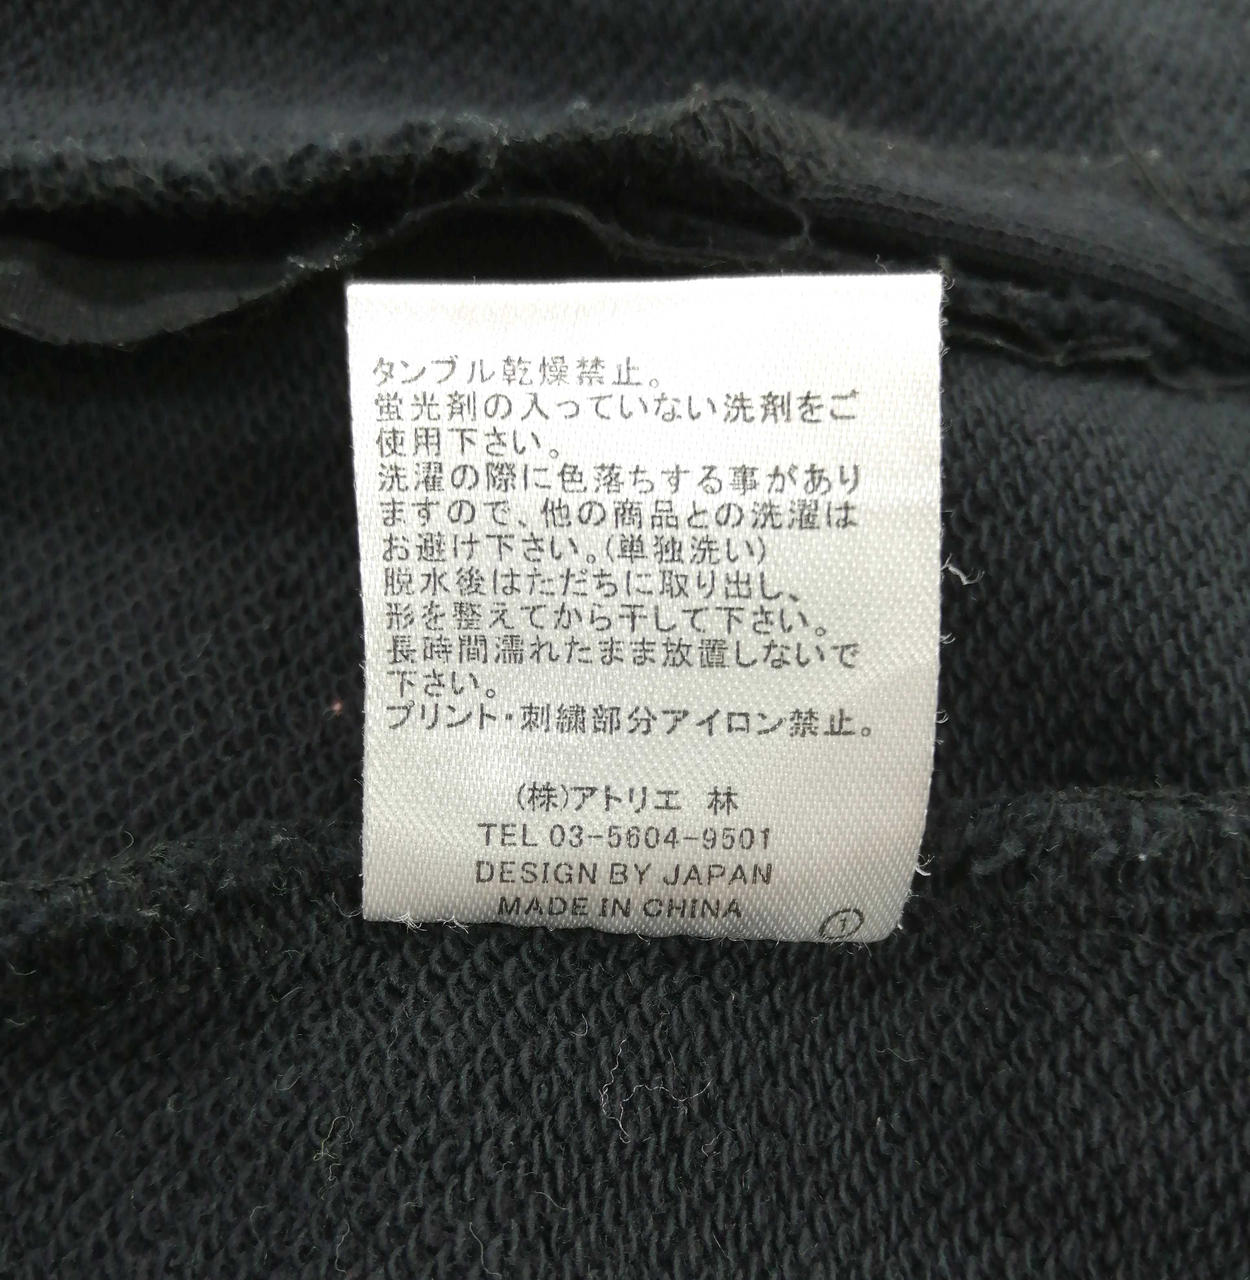 タンブル乾燥禁止。
蛍光剤の入っていない洗剤をご
使用下さい。
洗濯の際に色落ちする事があり
ますので、他の商品との洗濯は
お避け下さい。(単独洗い)
脱水後はただちに取り出し、
形を整えてから干して下さい。
長時間濡れたまま放置しないで
下さい。
プリント・刺繍部分アイロン禁止。
(株)アトリエ 林
TEL 03-5604-9501
DESIGN BY JAPAN
MADE IN CHINA
①